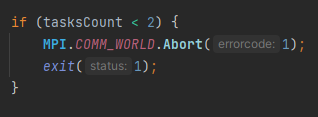 if (tasksCount < 2) {
MPI.COMM_WORLD.Abort( errorcode: 1);
exit( status: 1);
}